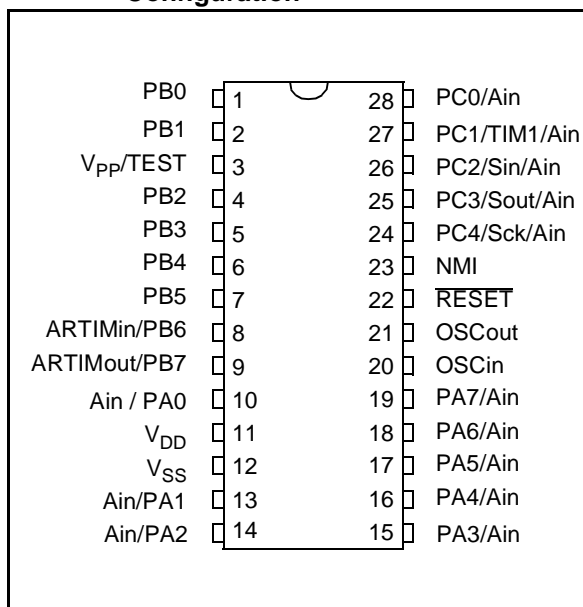 Configuration
PB0 1 28 PC0/Ain
PB1 2 27 PC1/TIM1/Ain
VPP/TEST 3 26 PC2/Sin/Ain
PB2 4 25 PC3/Sout/Ain
PB3 5 24 PC4/Sck/Ain
PB4 6 23 NMI
PB5 7 22 RESET
ARTIMin/PB6 8 21 OSCout
ARTIMout/PB7 9 20 OSCin
Ain / PA0 10 19 PA7/Ain
VDD 11 18 PA6/Ain
VSS 12 17 PA5/Ain
Ain/PA1 13 16 PA4/Ain
Ain/PA2 14 15 PA3/Ain